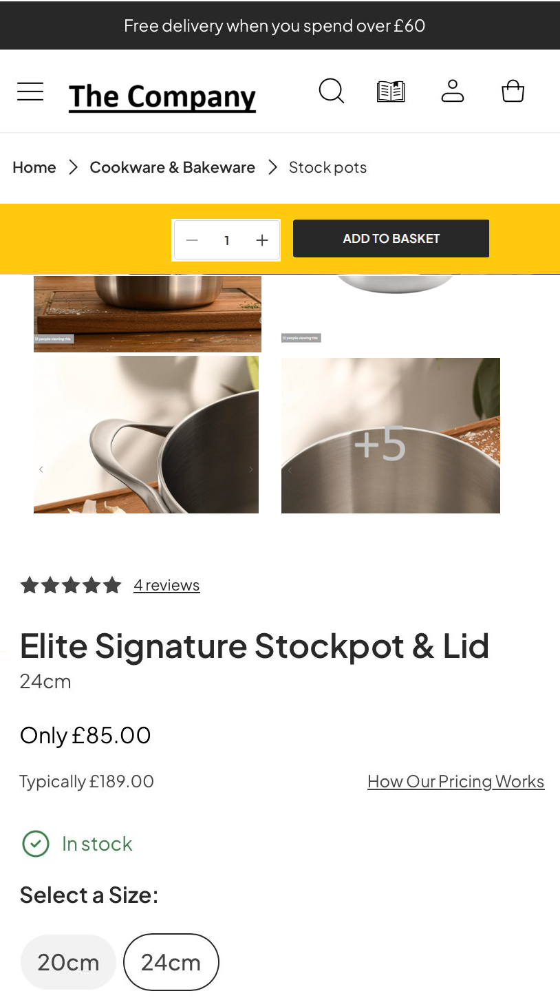 Free delivery when you spend over £60
The Company
Home > Cookware & Bakeware > Stock pots
1
ADD TO BASKET
12 people viewing this
12 people viewing this
+5
4 reviews
Elite Signature Stockpot & Lid
24cm
Only £85.00
Typically £189.00
How Our Pricing Works
In stock
Select a Size:
20cm
24cm